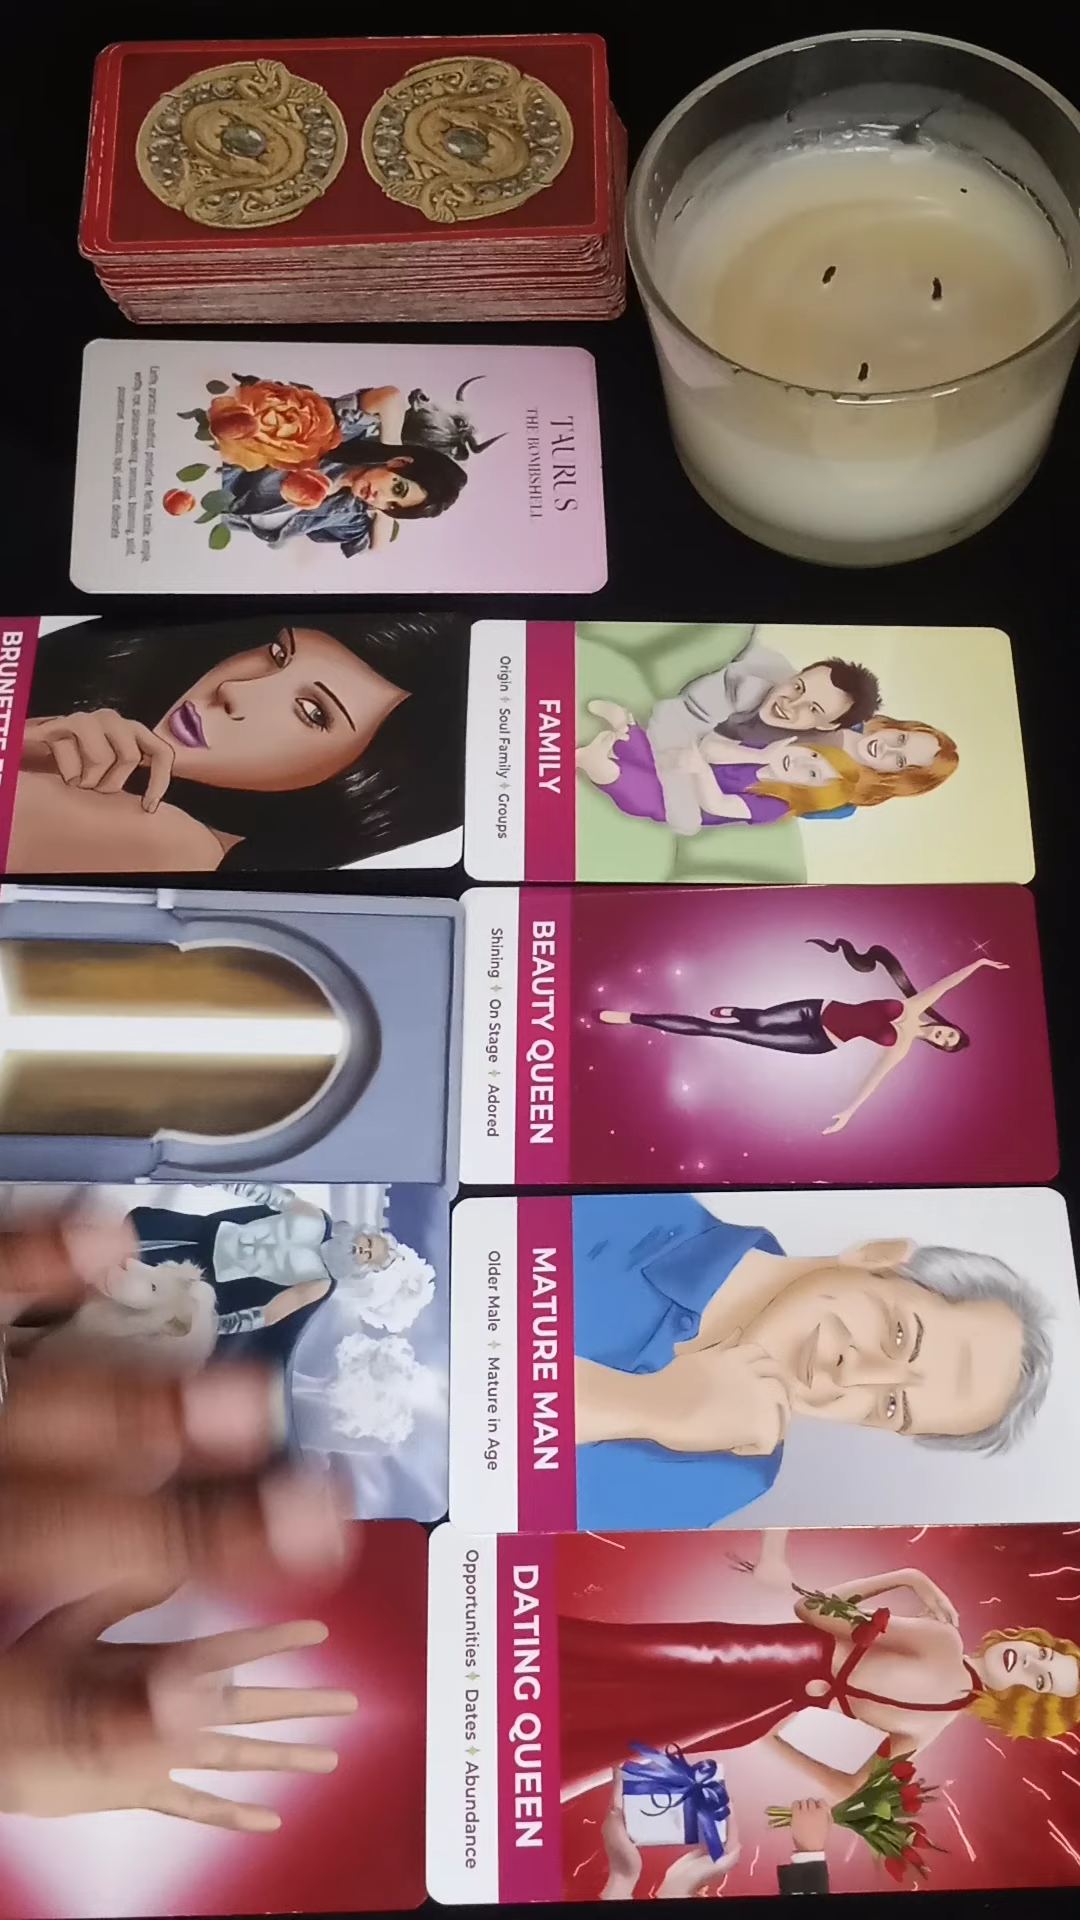 TAURUS
THE BOMBSHELL
FAMILY
Origin ✦ Soul Family ✦ Groups
BEAUTY QUEEN
Shining ✦ On Stage ✦ Adored
MATURE MAN
Older Male ✦ Mature in Age
DATING QUEEN
Opportunities ✦ Dates ✦ Abundance
BRUNETTE